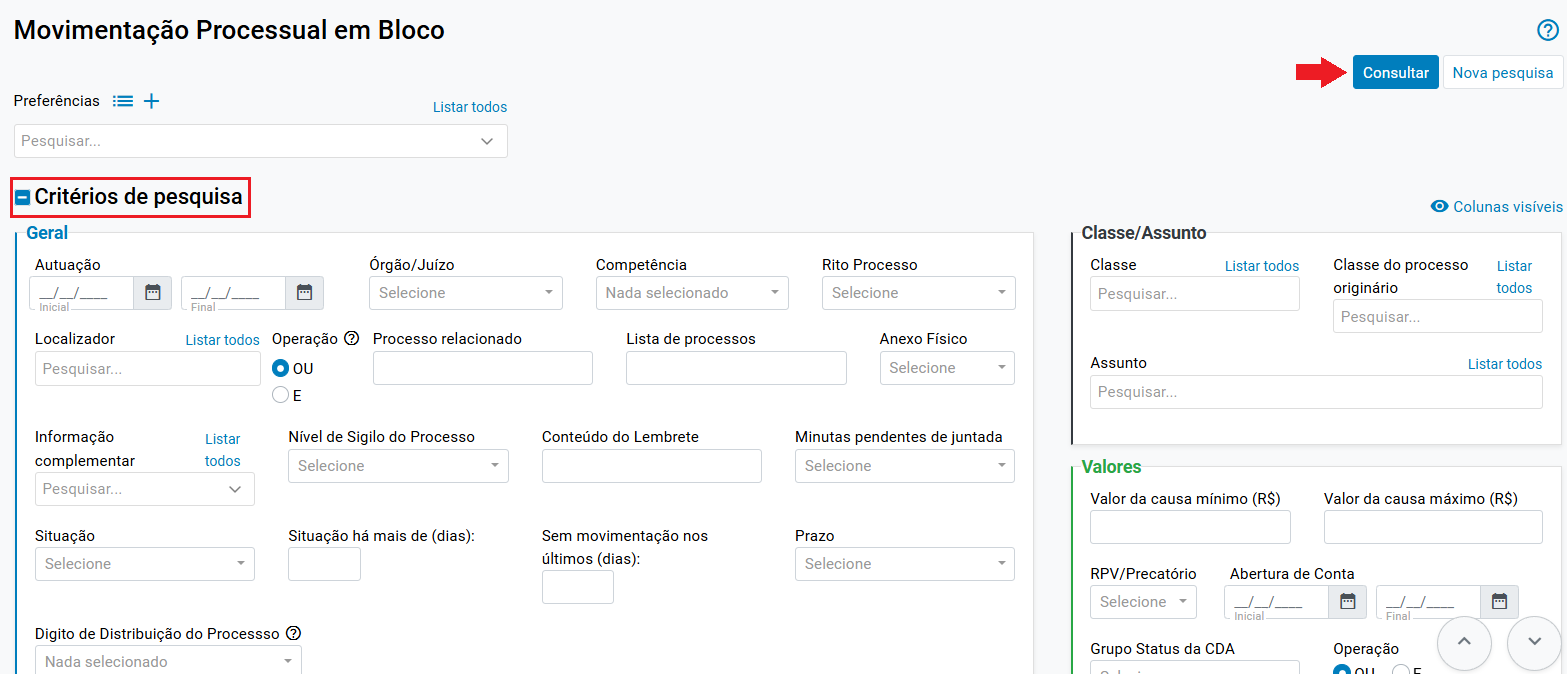 Movimentação Processual em Bloco
Consultar Nova pesquisa
Preferências Listar todos
Pesquisar...
Critérios de pesquisa
Colunas visíveis
Geral
Autuação Órgão/Juízo Competência Rito Processo
__/__/____ __/__/____ Selecione Nada selecionado Selecione
Inicial Final
Localizador Listar todos Operação Processo relacionado Lista de processos Anexo Físico
Pesquisar... OU Selecione
E
Informação Listar Nível de Sigilo do Processo Conteúdo do Lembrete Minutas pendentes de juntada
complementar todos
Pesquisar... Selecione Selecione
Situação Situação há mais de (dias): Sem movimentação nos Prazo
últimos (dias):
Selecione Selecione
Digito de Distribuição do Processso
Nada selecionado
Classe/Assunto
Classe Listar todos Classe do processo Listar
originário todos
Pesquisar... Pesquisar...
Assunto Listar todos
Pesquisar...
Valores
Valor da causa mínimo (R$) Valor da causa máximo (R$)
RPV/Precatório Abertura de Conta
Selecione __/__/____ __/__/____
Inicial Final
Grupo Status da CDA Operação
OU E